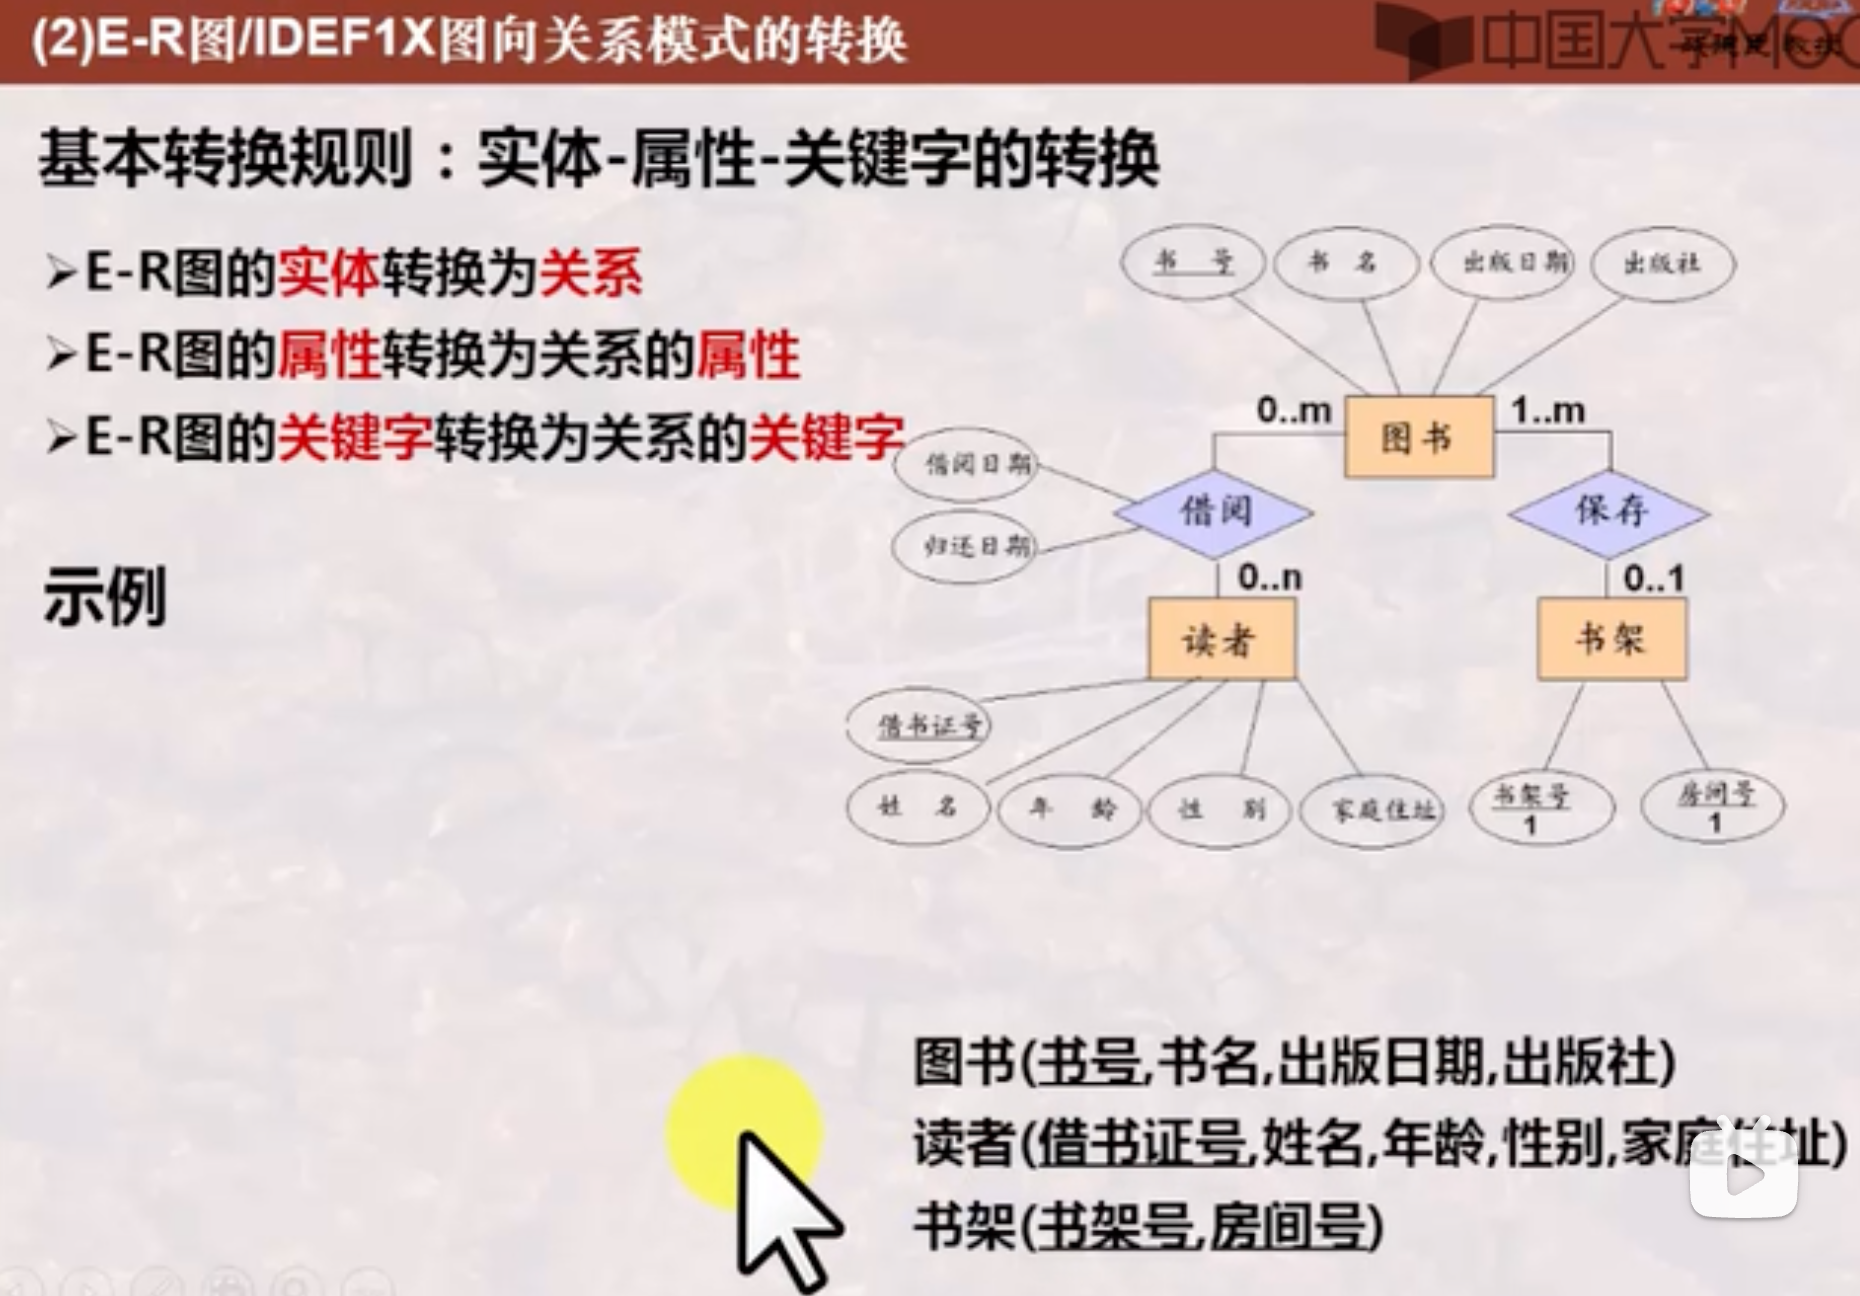 (2)E-R图/IDEF1X图向关系模式的转换
中国大学MOOC
基本转换规则：实体-属性-关键字的转换
➢E-R图的实体转换为关系
➢E-R图的属性转换为关系的属性
➢E-R图的关键字转换为关系的关键字
示例
书 号
书 名
出版日期
出版社
0..m
图书
1..m
借阅日期
归还日期
借阅
保存
0..n
0..1
读者
书架
借书证号
姓 名
年 龄
性 别
家庭住址
书架号
1
房间号
1
图书(书号,书名,出版日期,出版社)
读者(借书证号,姓名,年龄,性别,家庭住址)
书架(书架号,房间号)